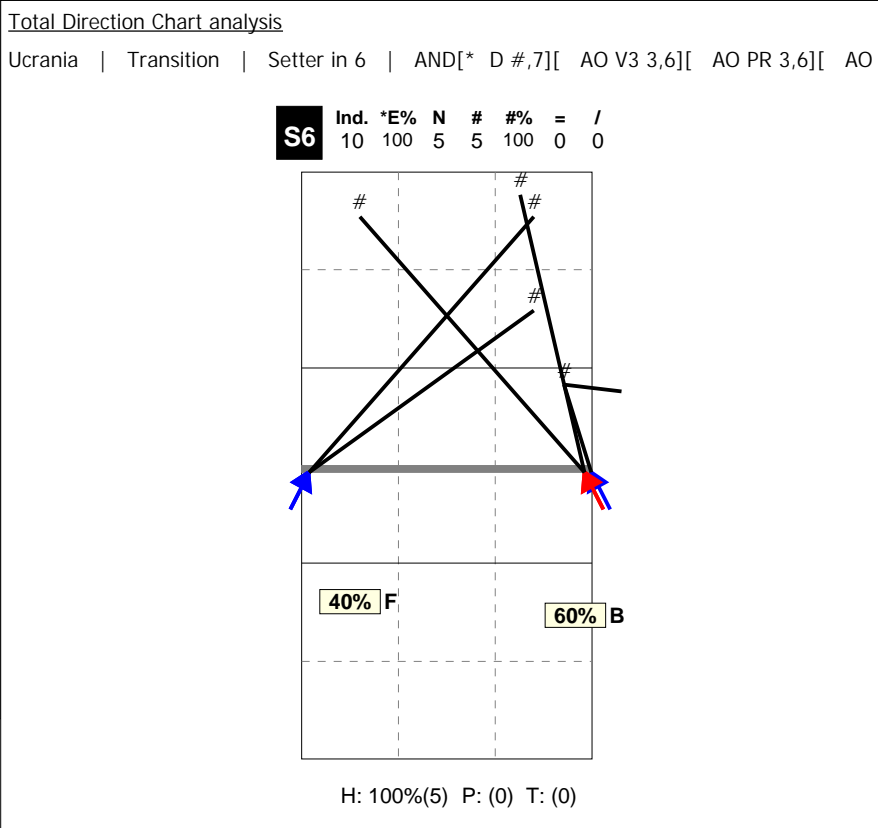 Total Direction Chart analysis
Ucrania | Transition | Setter in 6 | AND[* D #,7][ AO V3 3,6][ AO PR 3,6][ AO
Ind. *E% N # #% = /
S6 10 100 5 5 100 0 0
#
# #
#
#
40% F
60% B
H: 100%(5) P: (0) T: (0)